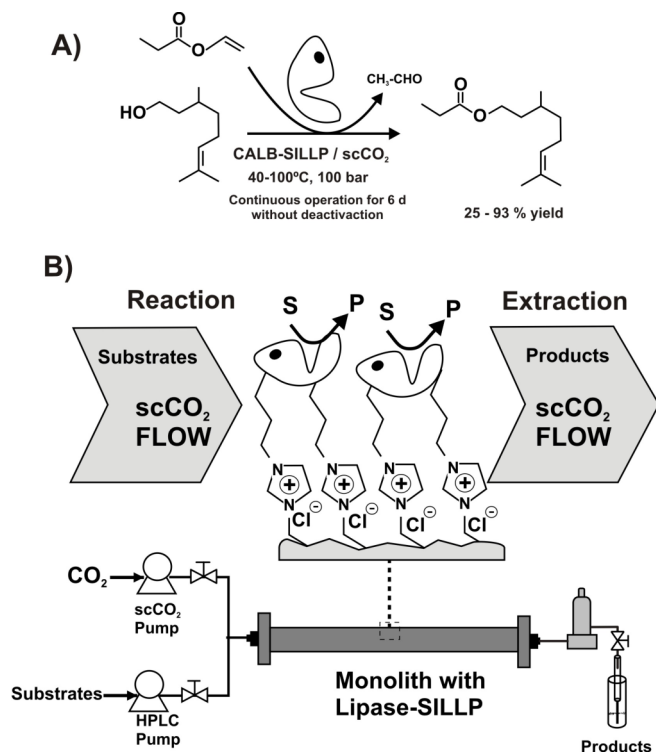 A)
O
O
CH₃-CHO
HO
O
O
CALB-SILLP / scCO₂
40-100ºC, 100 bar
Continuous operation for 6 d
without deactivaction
25 - 93 % yield
B)
Reaction
S
P
S
P
Extraction
Substrates
scCO₂
FLOW
Products
scCO₂
FLOW
N
N
N
N
+
+
+
+
N
N
N
N
Cl⁻
Cl⁻
Cl⁻
Cl⁻
CO₂
scCO₂
Pump
Substrates
HPLC
Pump
Monolith with
Lipase-SILLP
Products